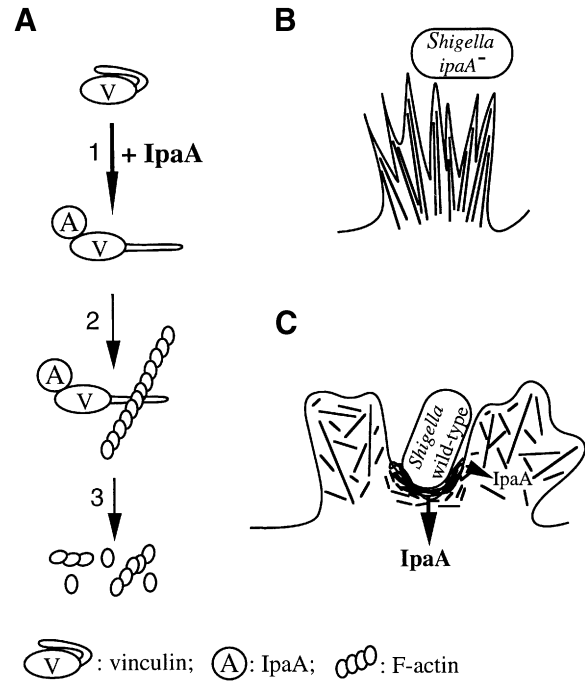 A
V
1 + IpaA
A
V
2
A
V
3
B
Shigella
ipaA⁻
C
Shigella
wild-type
IpaA
IpaA
V : vinculin; A : IpaA; : F-actin